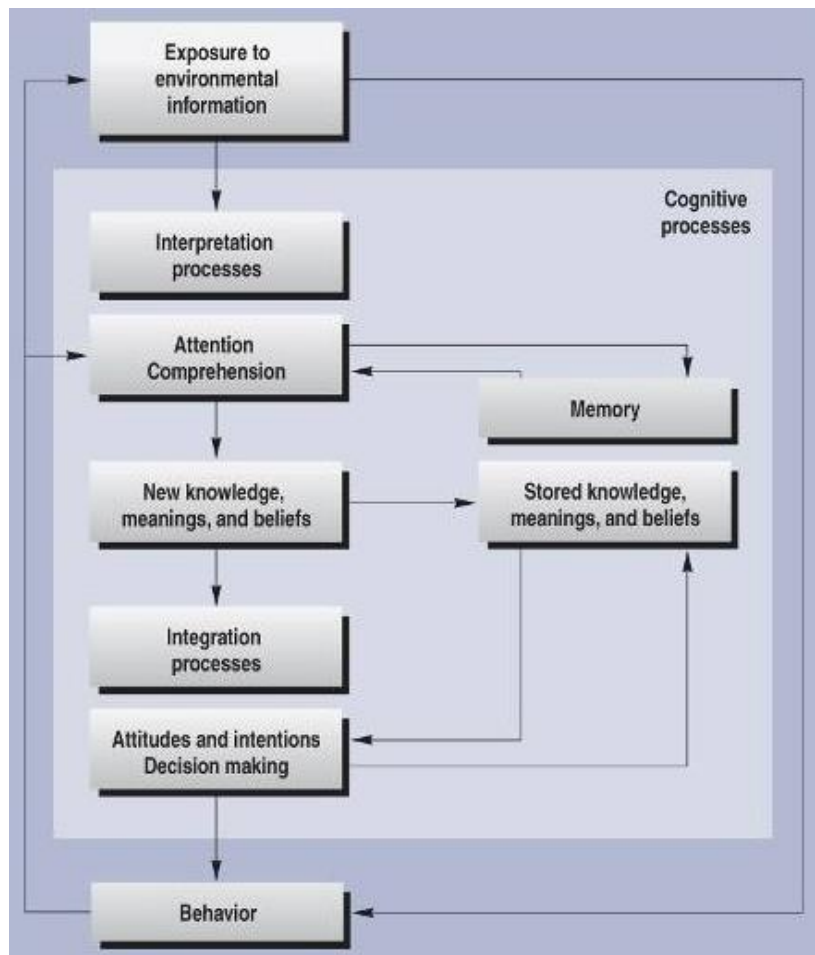 Exposure to
environmental
information
Cognitive
processes
Interpretation
processes
Attention
Comprehension
Memory
New knowledge,
meanings, and beliefs
Stored knowledge,
meanings, and beliefs
Integration
processes
Attitudes and intentions
Decision making
Behavior